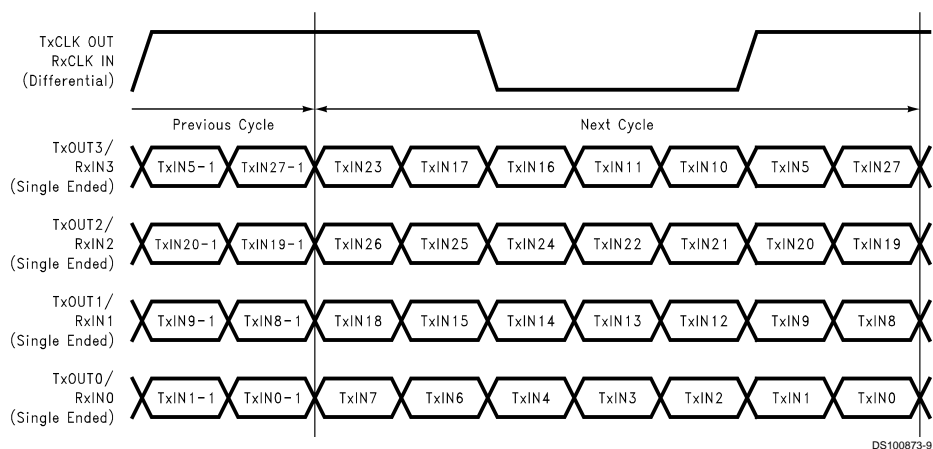 TxCLK OUT
RxCLK IN
(Differential)
Previous Cycle
Next Cycle
TxOUT3/
RxIN3
(Single Ended)
TxIN5-1 TxIN27-1 TxIN23 TxIN17 TxIN16 TxIN11 TxIN10 TxIN5 TxIN27
TxOUT2/
RxIN2
(Single Ended)
TxIN20-1 TxIN19-1 TxIN26 TxIN25 TxIN24 TxIN22 TxIN21 TxIN20 TxIN19
TxOUT1/
RxIN1
(Single Ended)
TxIN9-1 TxIN8-1 TxIN18 TxIN15 TxIN14 TxIN13 TxIN12 TxIN9 TxIN8
TxOUT0/
RxIN0
(Single Ended)
TxIN1-1 TxIN0-1 TxIN7 TxIN6 TxIN4 TxIN3 TxIN2 TxIN1 TxIN0
DS100873-9